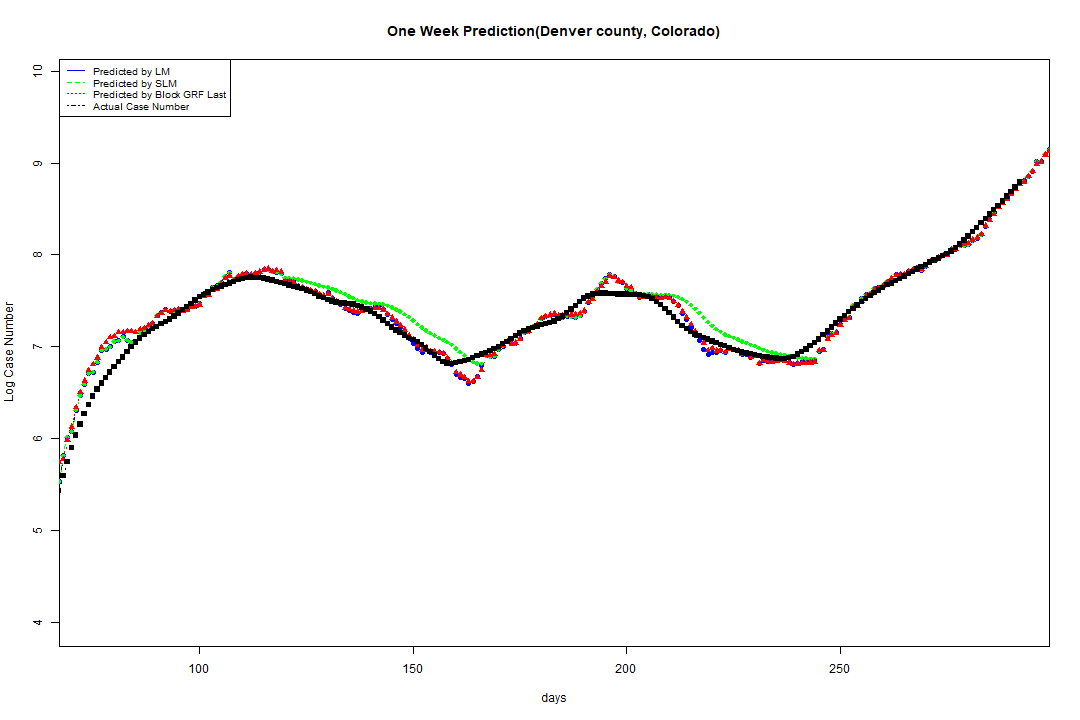 One Week Prediction(Denver county, Colorado)
Predicted by LM
Predicted by SLM
Predicted by Block GRF Last
Actual Case Number
10
9
8
7
6
5
4
Log Case Number
100 150 200 250
days